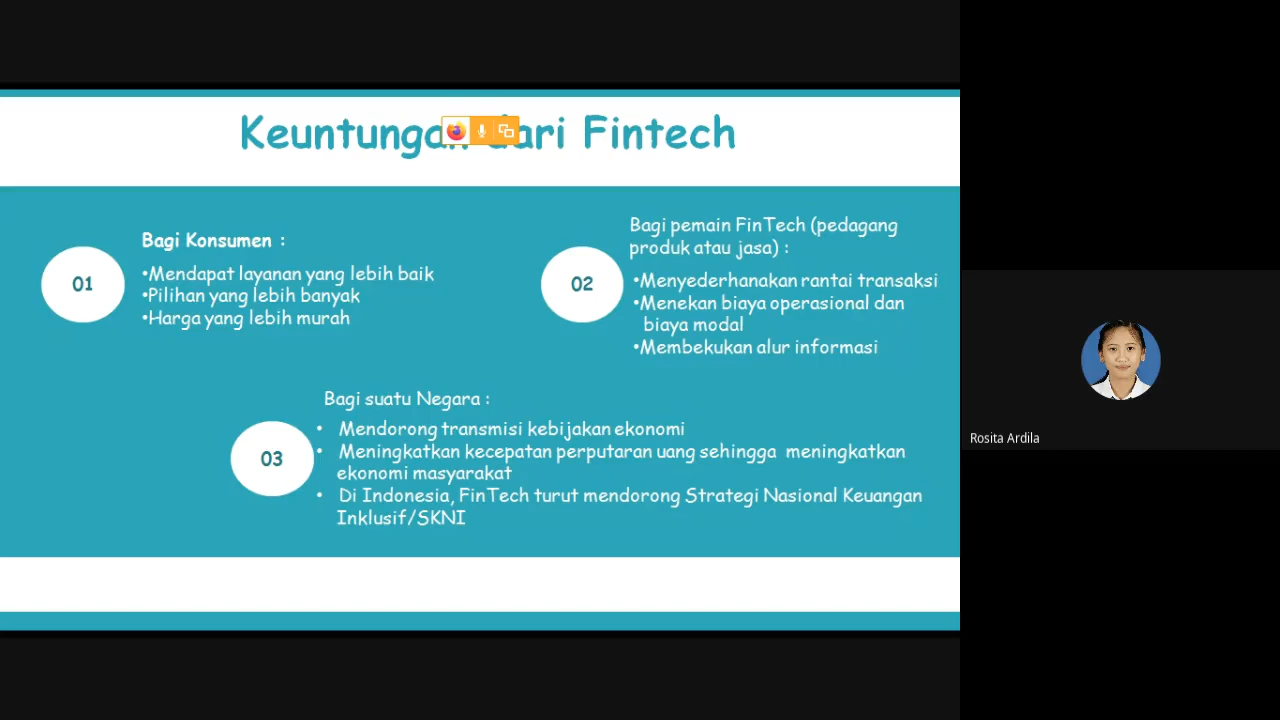 Keuntungan dari Fintech
01
Bagi Konsumen :
•Mendapat layanan yang lebih baik
•Pilihan yang lebih banyak
•Harga yang lebih murah
02
Bagi pemain FinTech (pedagang
produk atau jasa) :
•Menyederhanakan rantai transaksi
•Menekan biaya operasional dan
biaya modal
•Membekukan alur informasi
03
Bagi suatu Negara :
• Mendorong transmisi kebijakan ekonomi
• Meningkatkan kecepatan perputaran uang sehingga meningkatkan
ekonomi masyarakat
• Di Indonesia, FinTech turut mendorong Strategi Nasional Keuangan
Inklusif/SKNI
Rosita Ardila